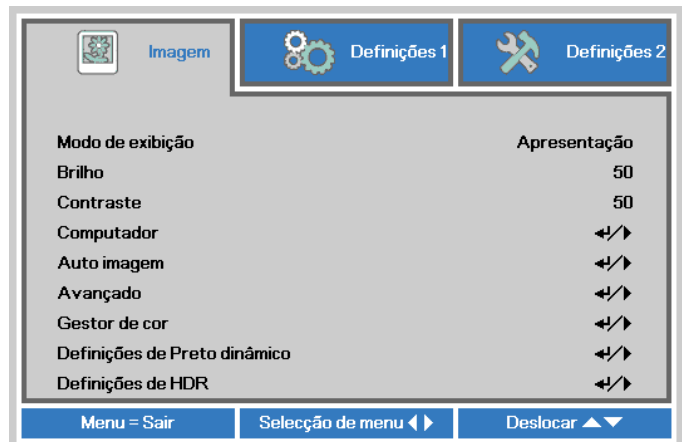 Imagem
Definições 1
Definições 2
Modo de exibição Apresentação
Brilho 50
Contraste 50
Computador ↵/▶
Auto imagem ↵/▶
Avançado ↵/▶
Gestor de cor ↵/▶
Definições de Preto dinâmico ↵/▶
Definições de HDR ↵/▶
Menu = Sair
Selecção de menu ◀ ▶
Deslocar ▲▼